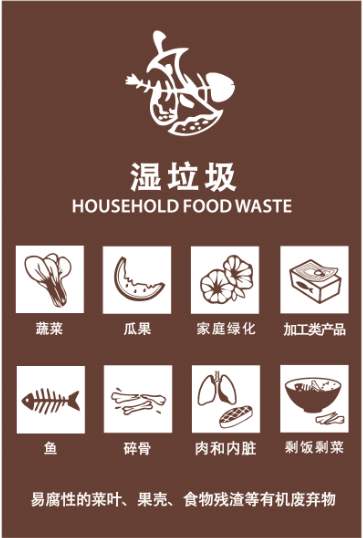 湿垃圾
HOUSEHOLD FOOD WASTE
蔬菜 瓜果 家庭绿化 加工类产品
鱼 碎骨 肉和内脏 剩饭剩菜
易腐性的菜叶、果壳、食物残渣等有机废弃物